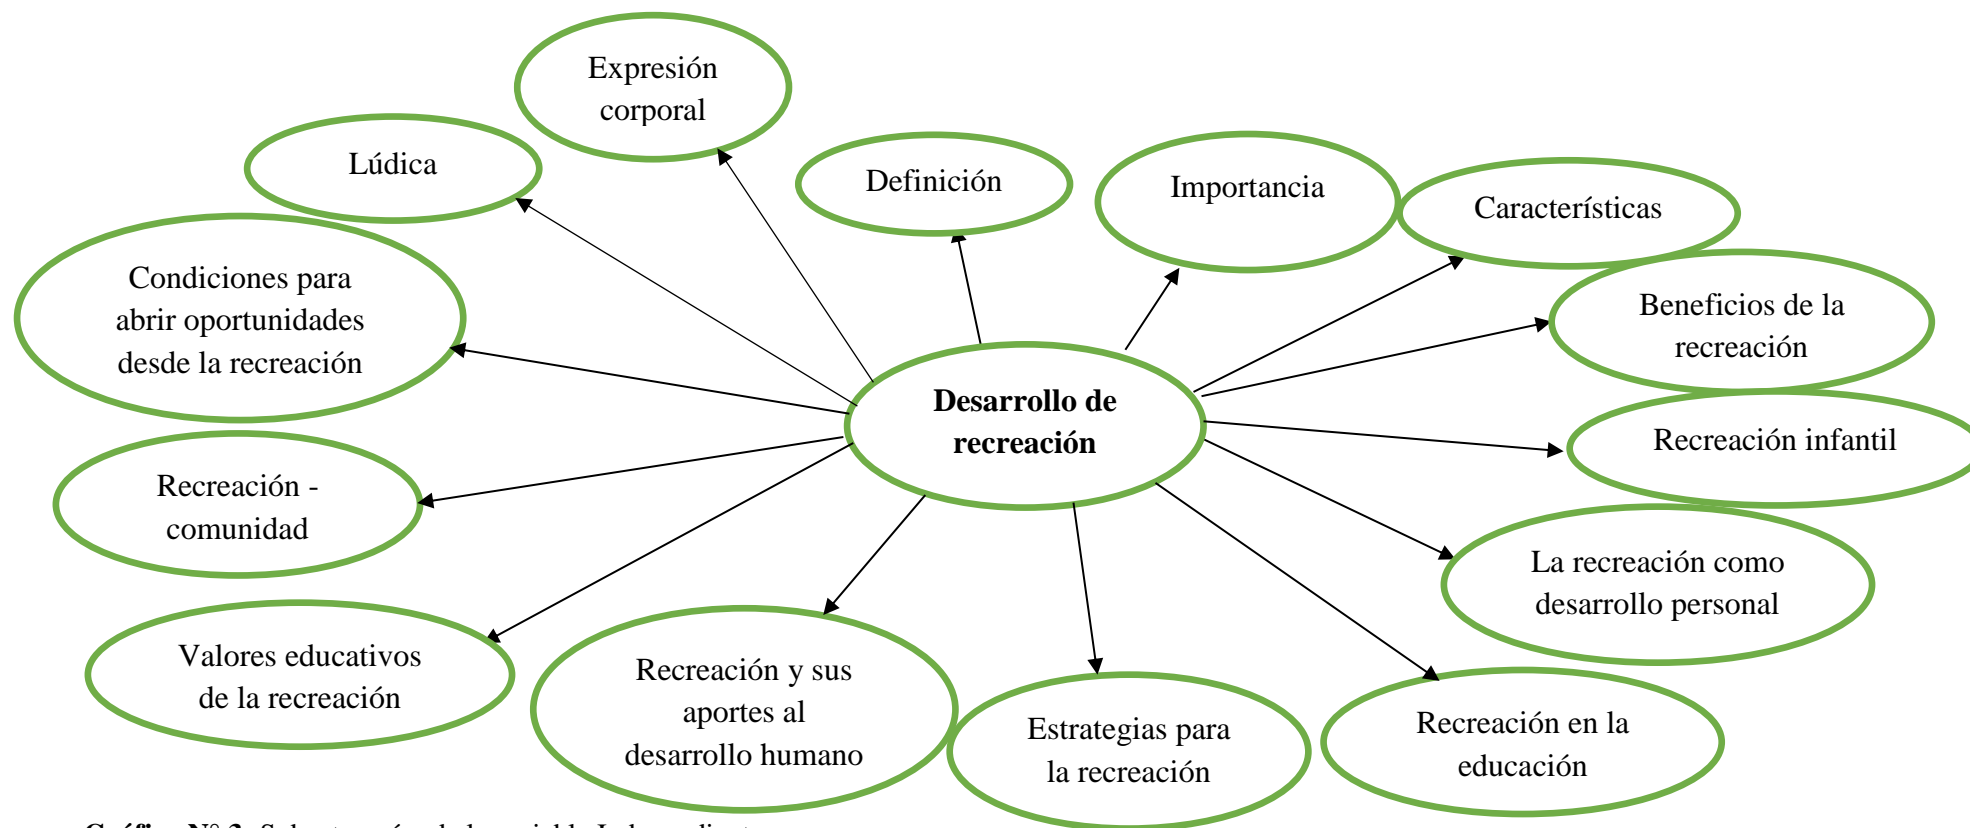 Expresión
corporal
Lúdica
Definición
Importancia
Características
Condiciones para
abrir oportunidades
desde la recreación
Beneficios de la
recreación
Desarrollo de
recreación
Recreación infantil
Recreación -
comunidad
La recreación como
desarrollo personal
Valores educativos
de la recreación
Recreación y sus
aportes al
desarrollo humano
Estrategias para
la recreación
Recreación en la
educación
Gráfico N° 3: